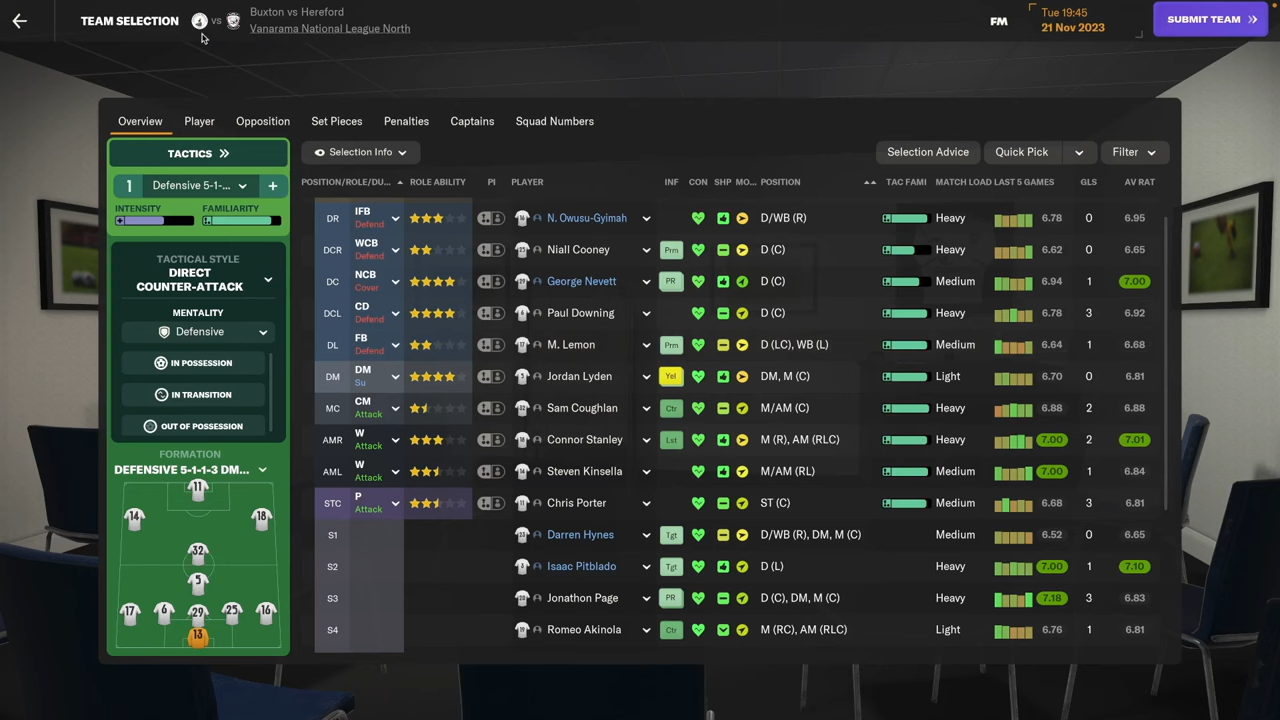 TEAM SELECTION vs Buxton vs Hereford
Vanarama National League North
FM Tue 19:45
21 Nov 2023
SUBMIT TEAM
Overview Player Opposition Set Pieces Penalties Captains Squad Numbers
TACTICS
1 Defensive 5-1-...
INTENSITY FAMILIARITY
TACTICAL STYLE
DIRECT
COUNTER-ATTACK
MENTALITY
Defensive
IN POSSESSION
IN TRANSITION
OUT OF POSSESSION
FORMATION
DEFENSIVE 5-1-1-3 DM...
11
14 18
32
5
17 6 29 25 16
13
Selection Info Selection Advice Quick Pick Filter
POSITION/ROLE/DU... ROLE ABILITY PI PLAYER INF CON SHP MO... POSITION TAC FAMI MATCH LOAD LAST 5 GAMES GLS AV RAT
DR IFB Defend N. Owusu-Gyimah D/WB (R) Heavy 6.78 0 6.95
DCR WCB Defend Niall Cooney Prm D (C) Heavy 6.62 0 6.65
DC NCB Cover George Nevett PR D (C) Medium 6.94 1 7.00
DCL CD Defend Paul Downing D (C) Heavy 6.78 3 6.92
DL FB Defend M. Lemon Prm D (LC), WB (L) Medium 6.64 1 6.68
DM DM Su Jordan Lyden Yel DM, M (C) Light 6.70 0 6.81
MC CM Attack Sam Coughlan Ctr M/AM (C) Heavy 6.88 2 6.88
AMR W Attack Connor Stanley Lst M (R), AM (RLC) Heavy 7.00 2 7.01
AML W Attack Steven Kinsella M/AM (RL) Medium 7.00 1 6.84
STC P Attack Chris Porter ST (C) Medium 6.68 3 6.81
S1 Darren Hynes Tgt D/WB (R), DM, M (C) Medium 6.52 0 6.65
S2 Isaac Pitblado Tgt D (L) Heavy 7.00 1 7.10
S3 Jonathon Page PR D (C), DM, M (C) Heavy 7.18 3 6.83
S4 Romeo Akinola Ctr M (RC), AM (RLC) Light 6.76 1 6.81